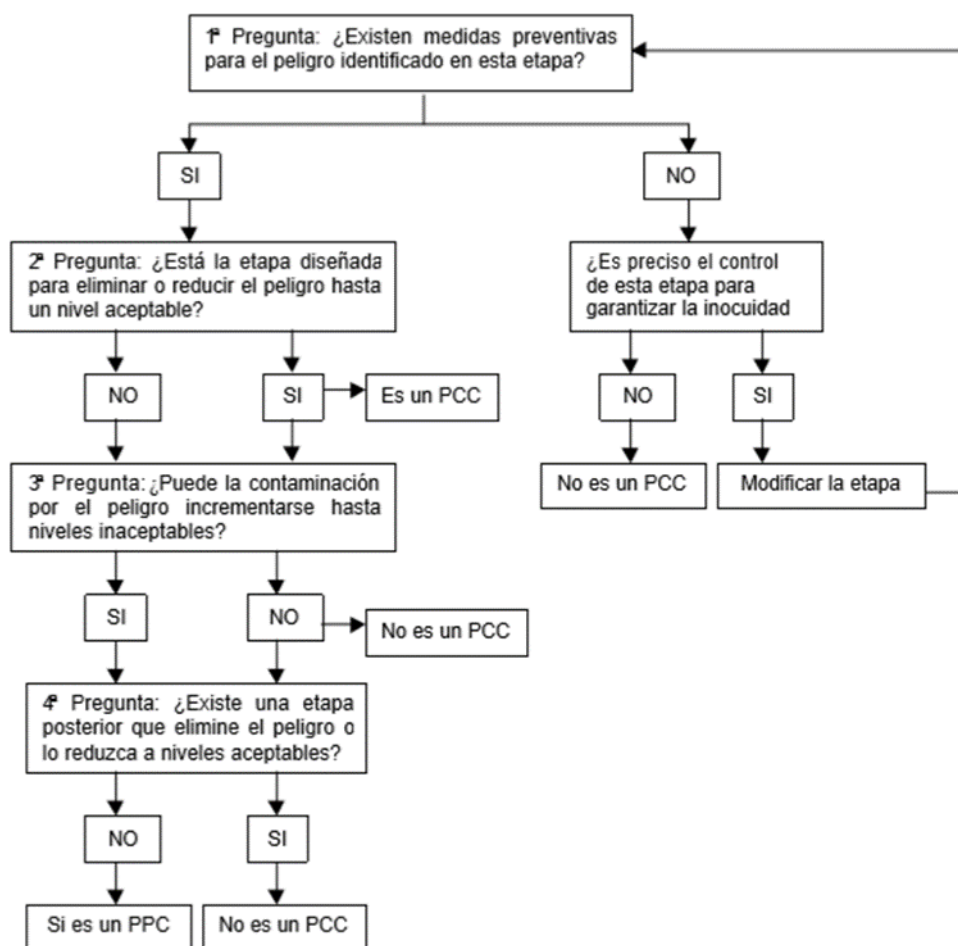 1ª Pregunta: ¿Existen medidas preventivas
para el peligro identificado en esta etapa?
SI
NO
2ª Pregunta: ¿Está la etapa diseñada
para eliminar o reducir el peligro hasta
un nivel aceptable?
¿Es preciso el control
de esta etapa para
garantizar la inocuidad
NO
SI
Es un PCC
NO
SI
3ª Pregunta: ¿Puede la contaminación
por el peligro incrementarse hasta
niveles inaceptables?
No es un PCC
Modificar la etapa
SI
NO
No es un PCC
4ª Pregunta: ¿Existe una etapa
posterior que elimine el peligro o
lo reduzca a niveles aceptables?
NO
SI
Si es un PPC
No es un PCC